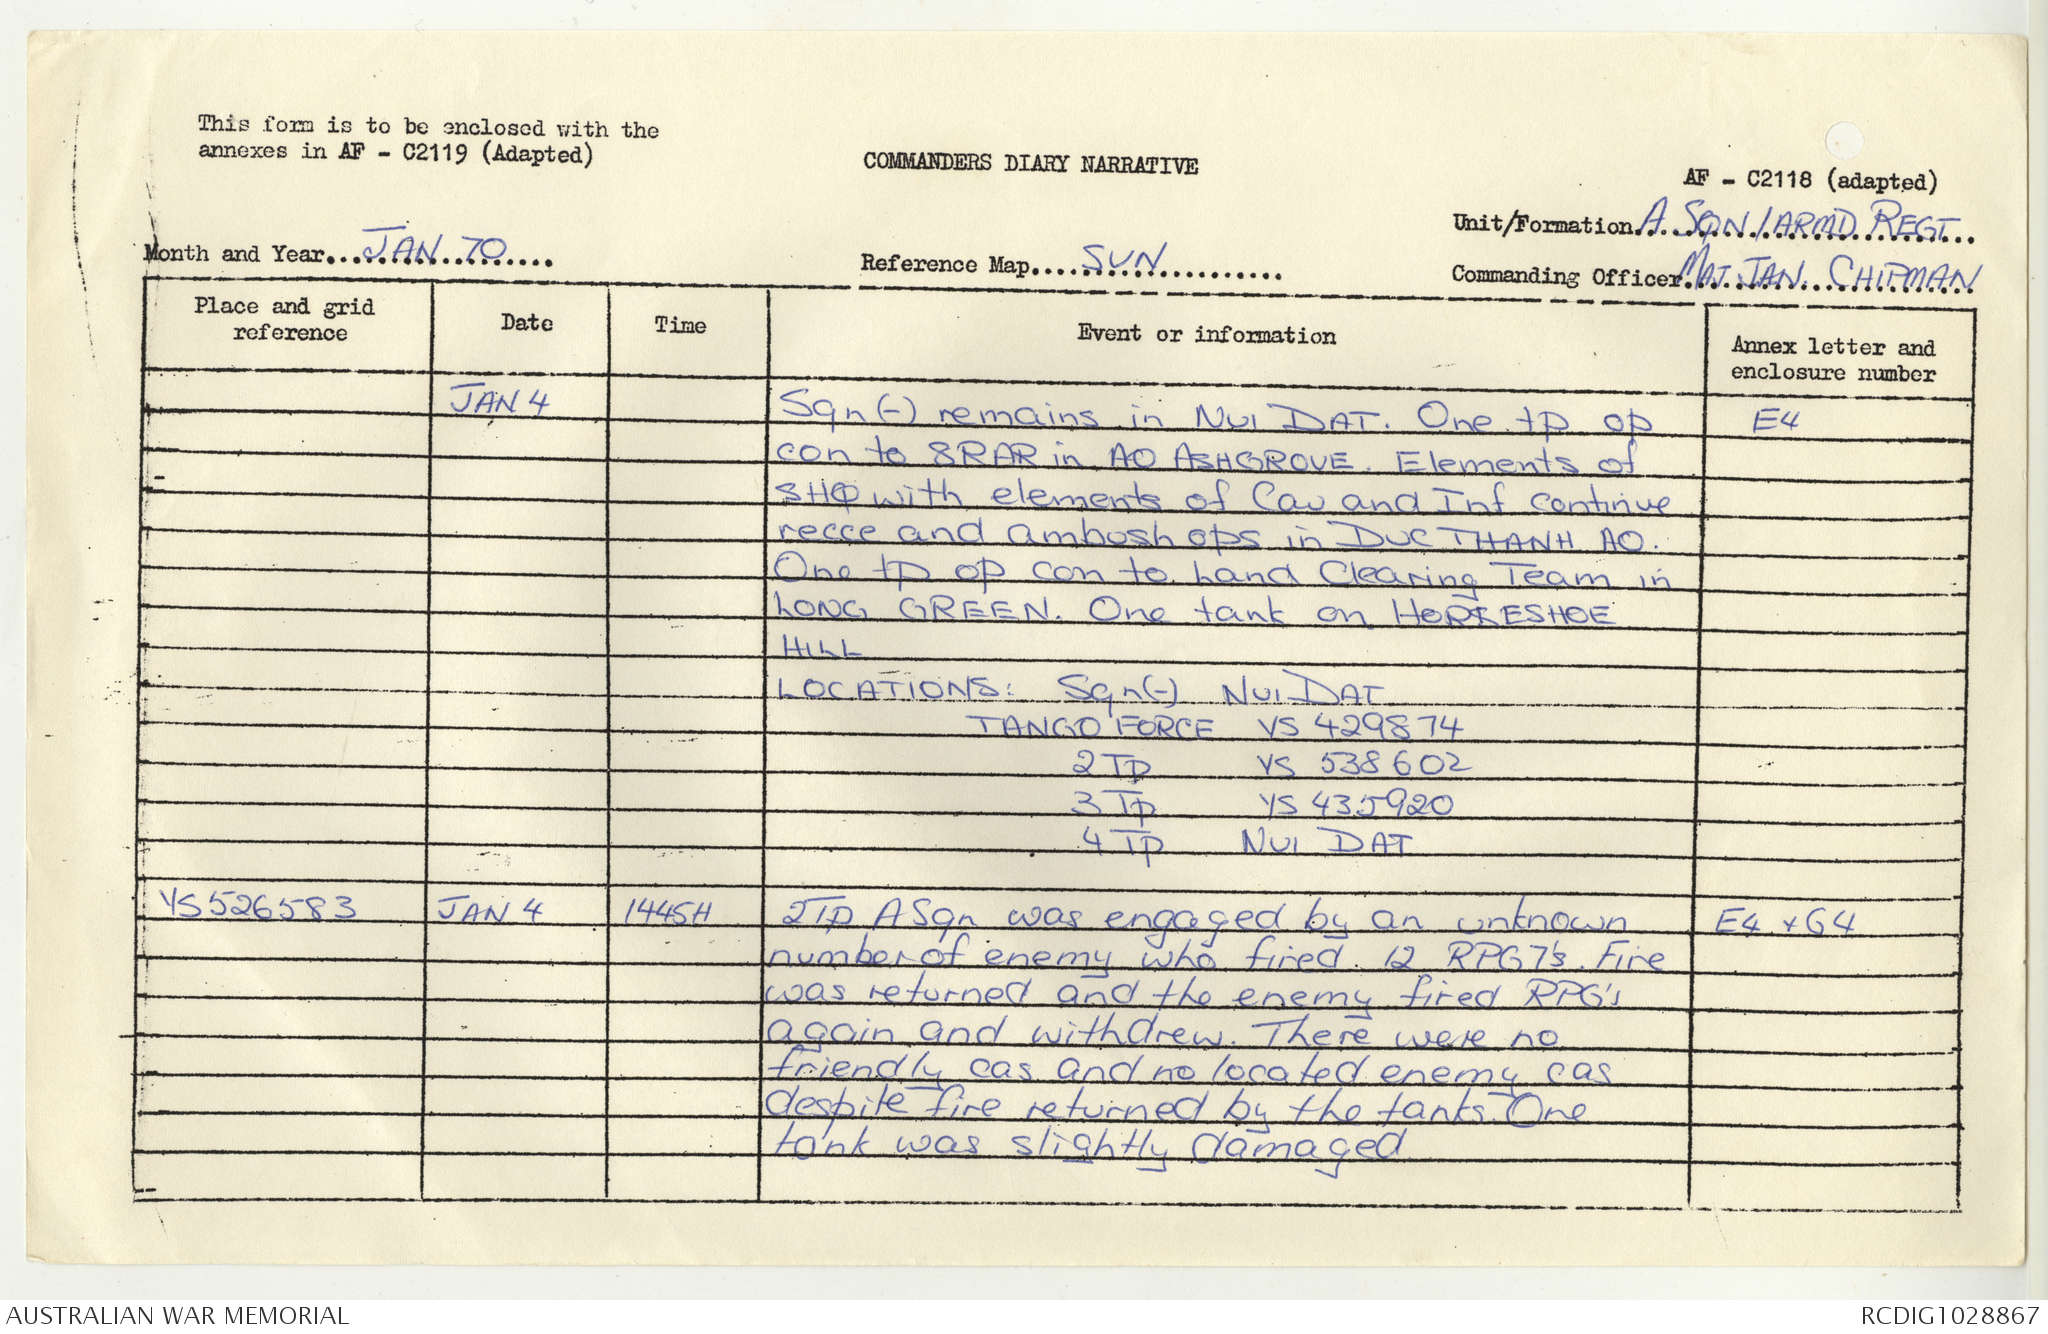 This form is to be enclosed with the
annexes in AF - C2119 (Adapted)
COMMANDERS DIARY NARRATIVE
AF - C2118 (adapted)
Unit/Formation A SQN 1 ARMD REGT
Month and Year JAN 70
Reference Map SVN
Commanding Officer MAJ JAN CHIPMAN
Place and grid reference
Date
Time
Event or information
Annex letter and enclosure number
JAN 4
Sqn (-) remains in NUI DAT. One tp op
E4
con to 8RAR in AO ASHGROVE. Elements of
SHQ with elements of Cav and Inf continue
recce and ambush ops in DUC THANH AO.
One tp op con to Land Clearing Team in
LONG GREEN. One tank on HORSESHOE
HILL
LOCATIONS: Sqn(-) NUI DAT
TANGO FORCE YS 429874
2 Tp YS 538602
3 Tp YS 435920
4 Tp NUI DAT
YS526583 JAN 4 1445H 2Tp A Sqn was engaged by an unknown E4 + G4
number of enemy who fired. 12 RPG7's. Fire
was returned and the enemy fired RPG's
again and withdrew. There were no
friendly cas and no located enemy cas
despite fire returned by the tanks. One
tank was slightly damaged
AUSTRALIAN WAR MEMORIAL
RCDIG1028867